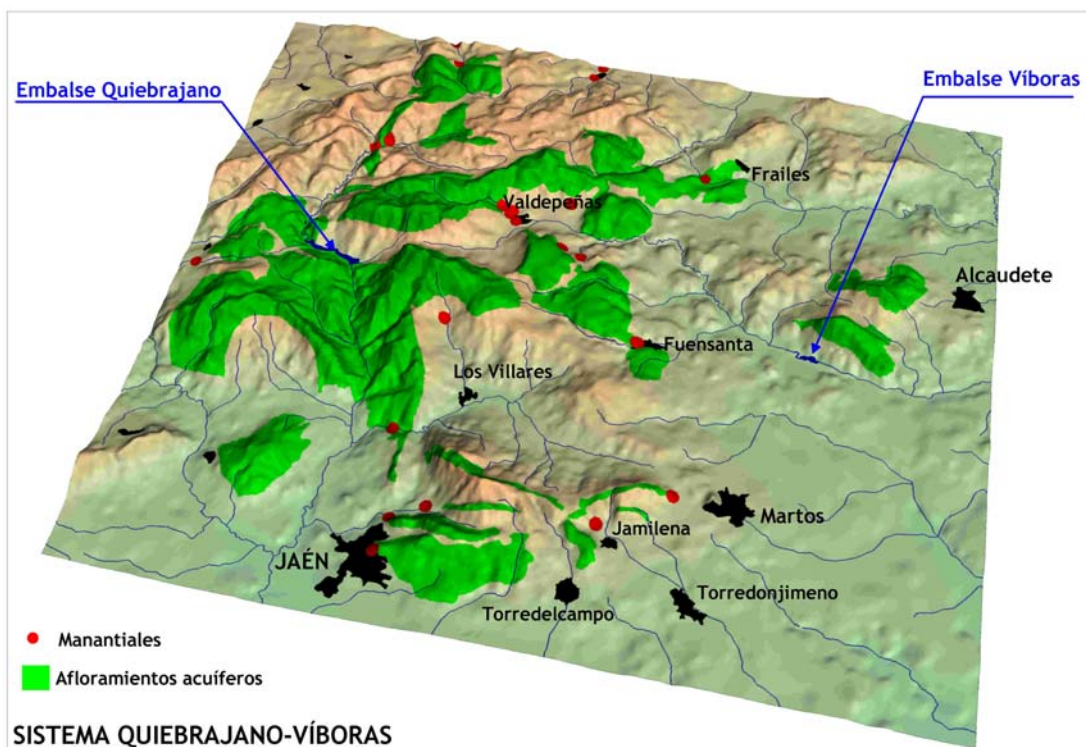 Embalse Quiebrajano
Embalse Víboras
Frailes
Valdepeñas
Alcaudete
Fuensanta
Los Villares
Martos
Jamilena
JAÉN
Torredonjimeno
Torredelcampo
Manantiales
Afloramientos acuíferos
SISTEMA QUIEBRAJANO-VÍBORAS